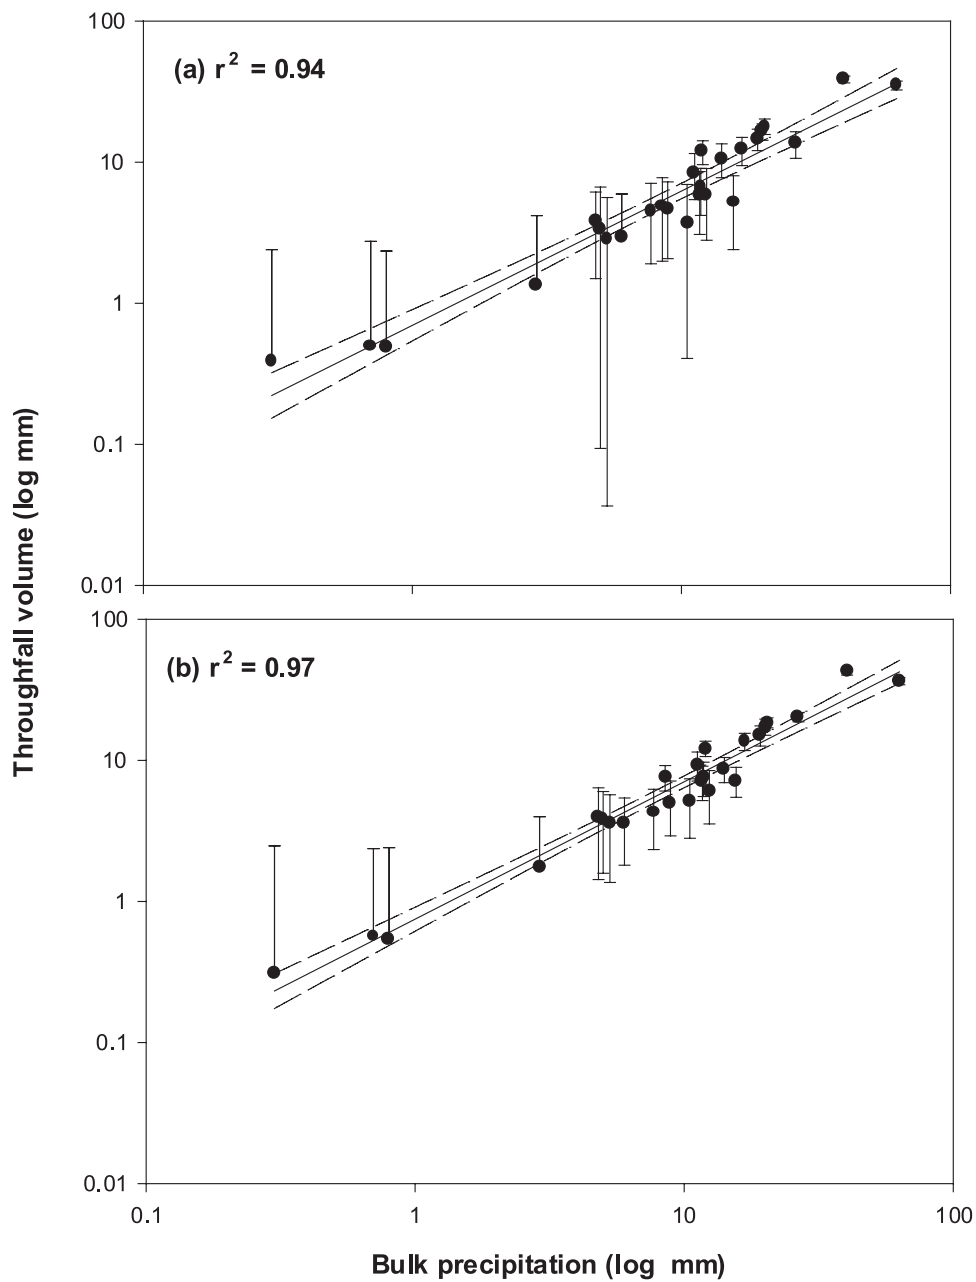 100
(a) r² = 0.94
10
1
0.1
0.01
Throughfall volume (log mm)
100
(b) r² = 0.97
10
1
0.1
0.01
0.1 1 10 100
Bulk precipitation (log mm)